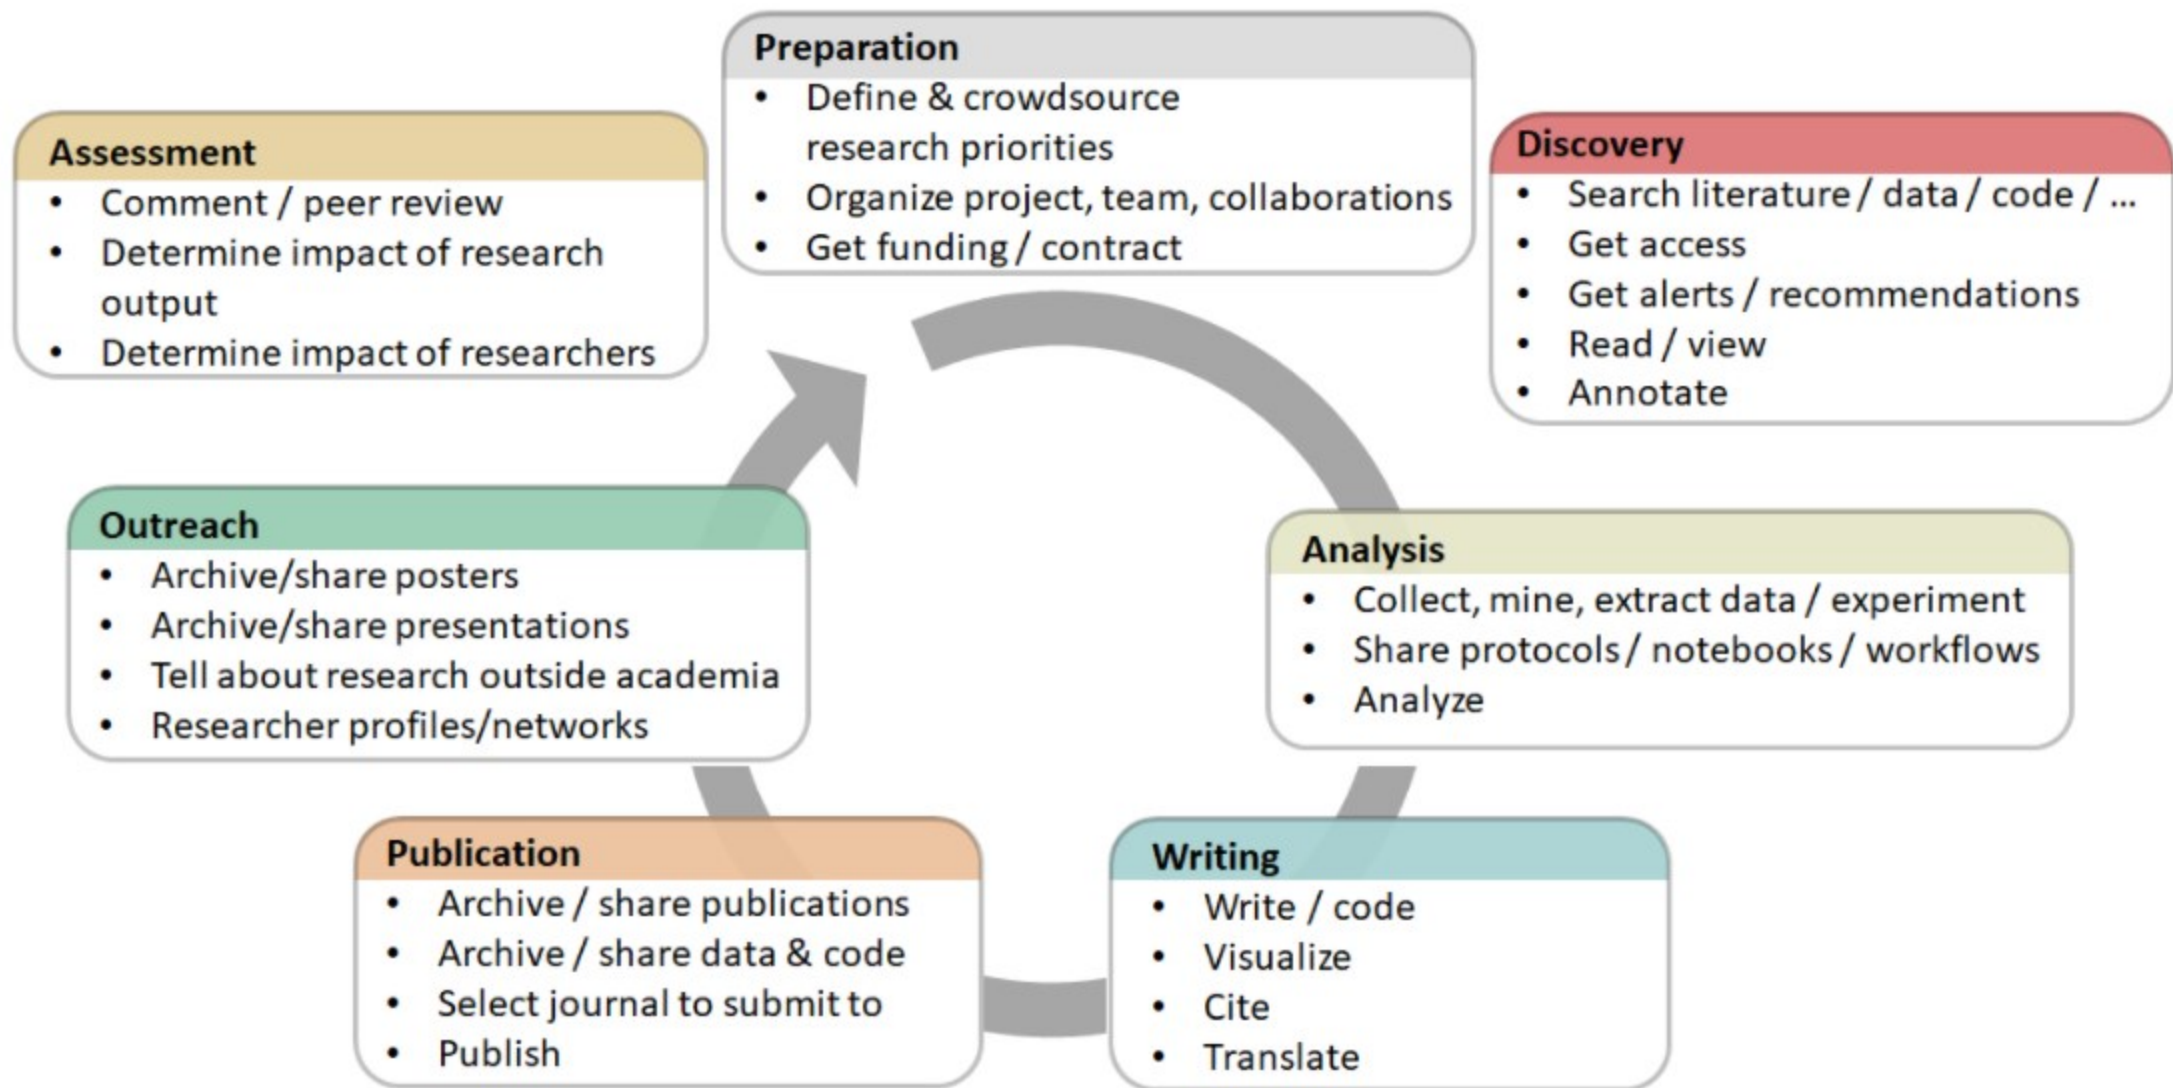 Preparation
• Define & crowdsource
research priorities
• Organize project, team, collaborations
• Get funding / contract
Discovery
• Search literature / data / code / ...
• Get access
• Get alerts / recommendations
• Read / view
• Annotate
Analysis
• Collect, mine, extract data / experiment
• Share protocols / notebooks / workflows
• Analyze
Writing
• Write / code
• Visualize
• Cite
• Translate
Publication
• Archive / share publications
• Archive / share data & code
• Select journal to submit to
• Publish
Outreach
• Archive/share posters
• Archive/share presentations
• Tell about research outside academia
• Researcher profiles/networks
Assessment
• Comment / peer review
• Determine impact of research
output
• Determine impact of researchers